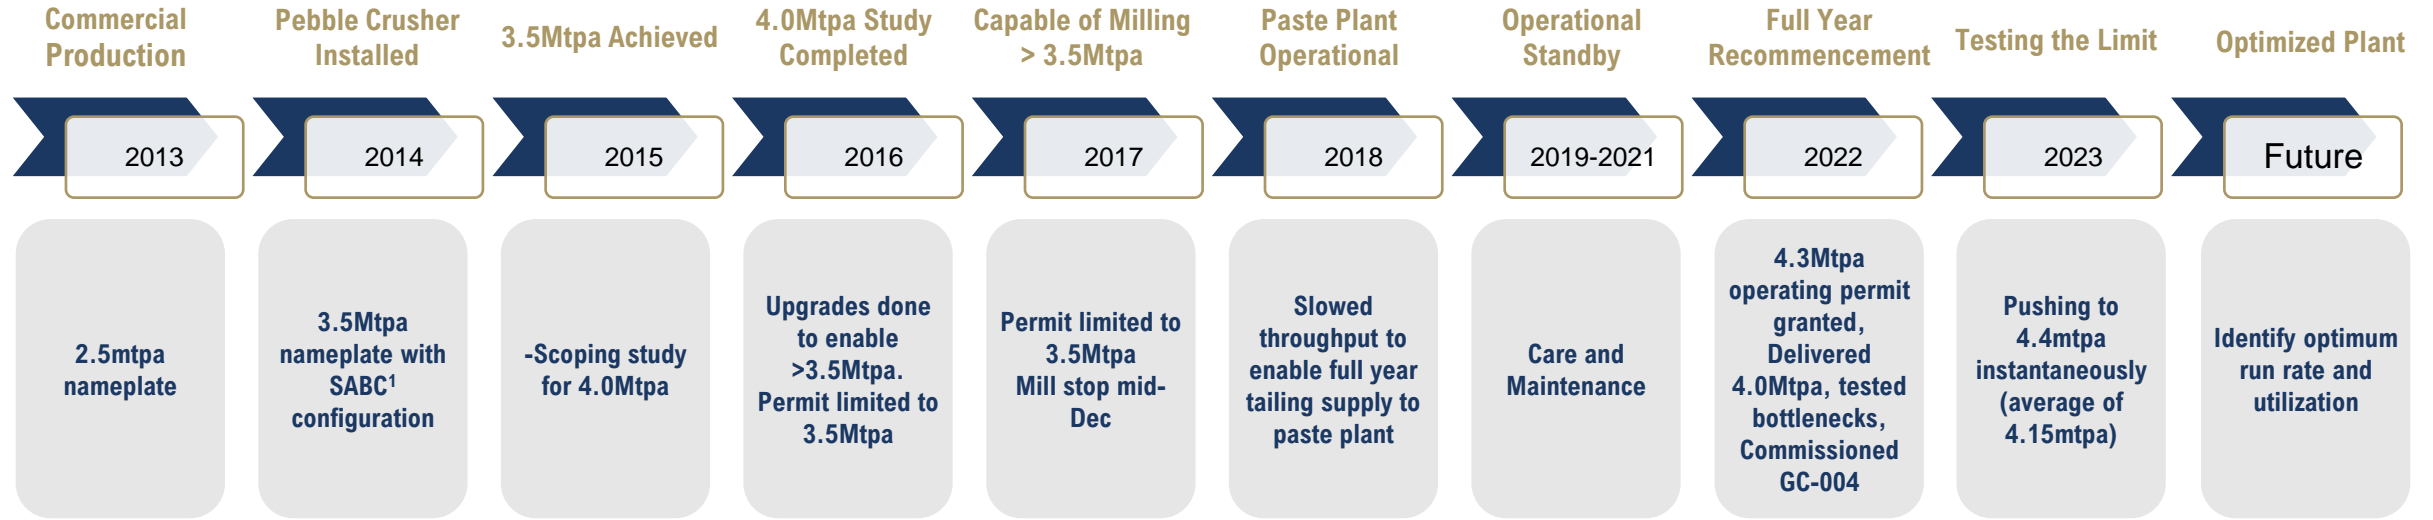 Commercial
Production
Pebble Crusher
Installed
3.5Mtpa Achieved
4.0Mtpa Study
Completed
Capable of Milling
> 3.5Mtpa
Paste Plant
Operational
Operational
Standby
Full Year
Recommencement
Testing the Limit
Optimized Plant
2013
2014
2015
2016
2017
2018
2019-2021
2022
2023
Future
2.5mtpa
nameplate
3.5Mtpa
nameplate with
SABC¹
configuration
-Scoping study
for 4.0Mtpa
Upgrades done
to enable
>3.5Mtpa.
Permit limited to
3.5Mtpa
Permit limited to
3.5Mtpa
Mill stop mid-
Dec
Slowed
throughput to
enable full year
tailing supply to
paste plant
Care and
Maintenance
4.3Mtpa
operating permit
granted,
Delivered
4.0Mtpa, tested
bottlenecks,
Commissioned
GC-004
Pushing to
4.4mtpa
instantaneously
(average of
4.15mtpa)
Identify optimum
run rate and
utilization